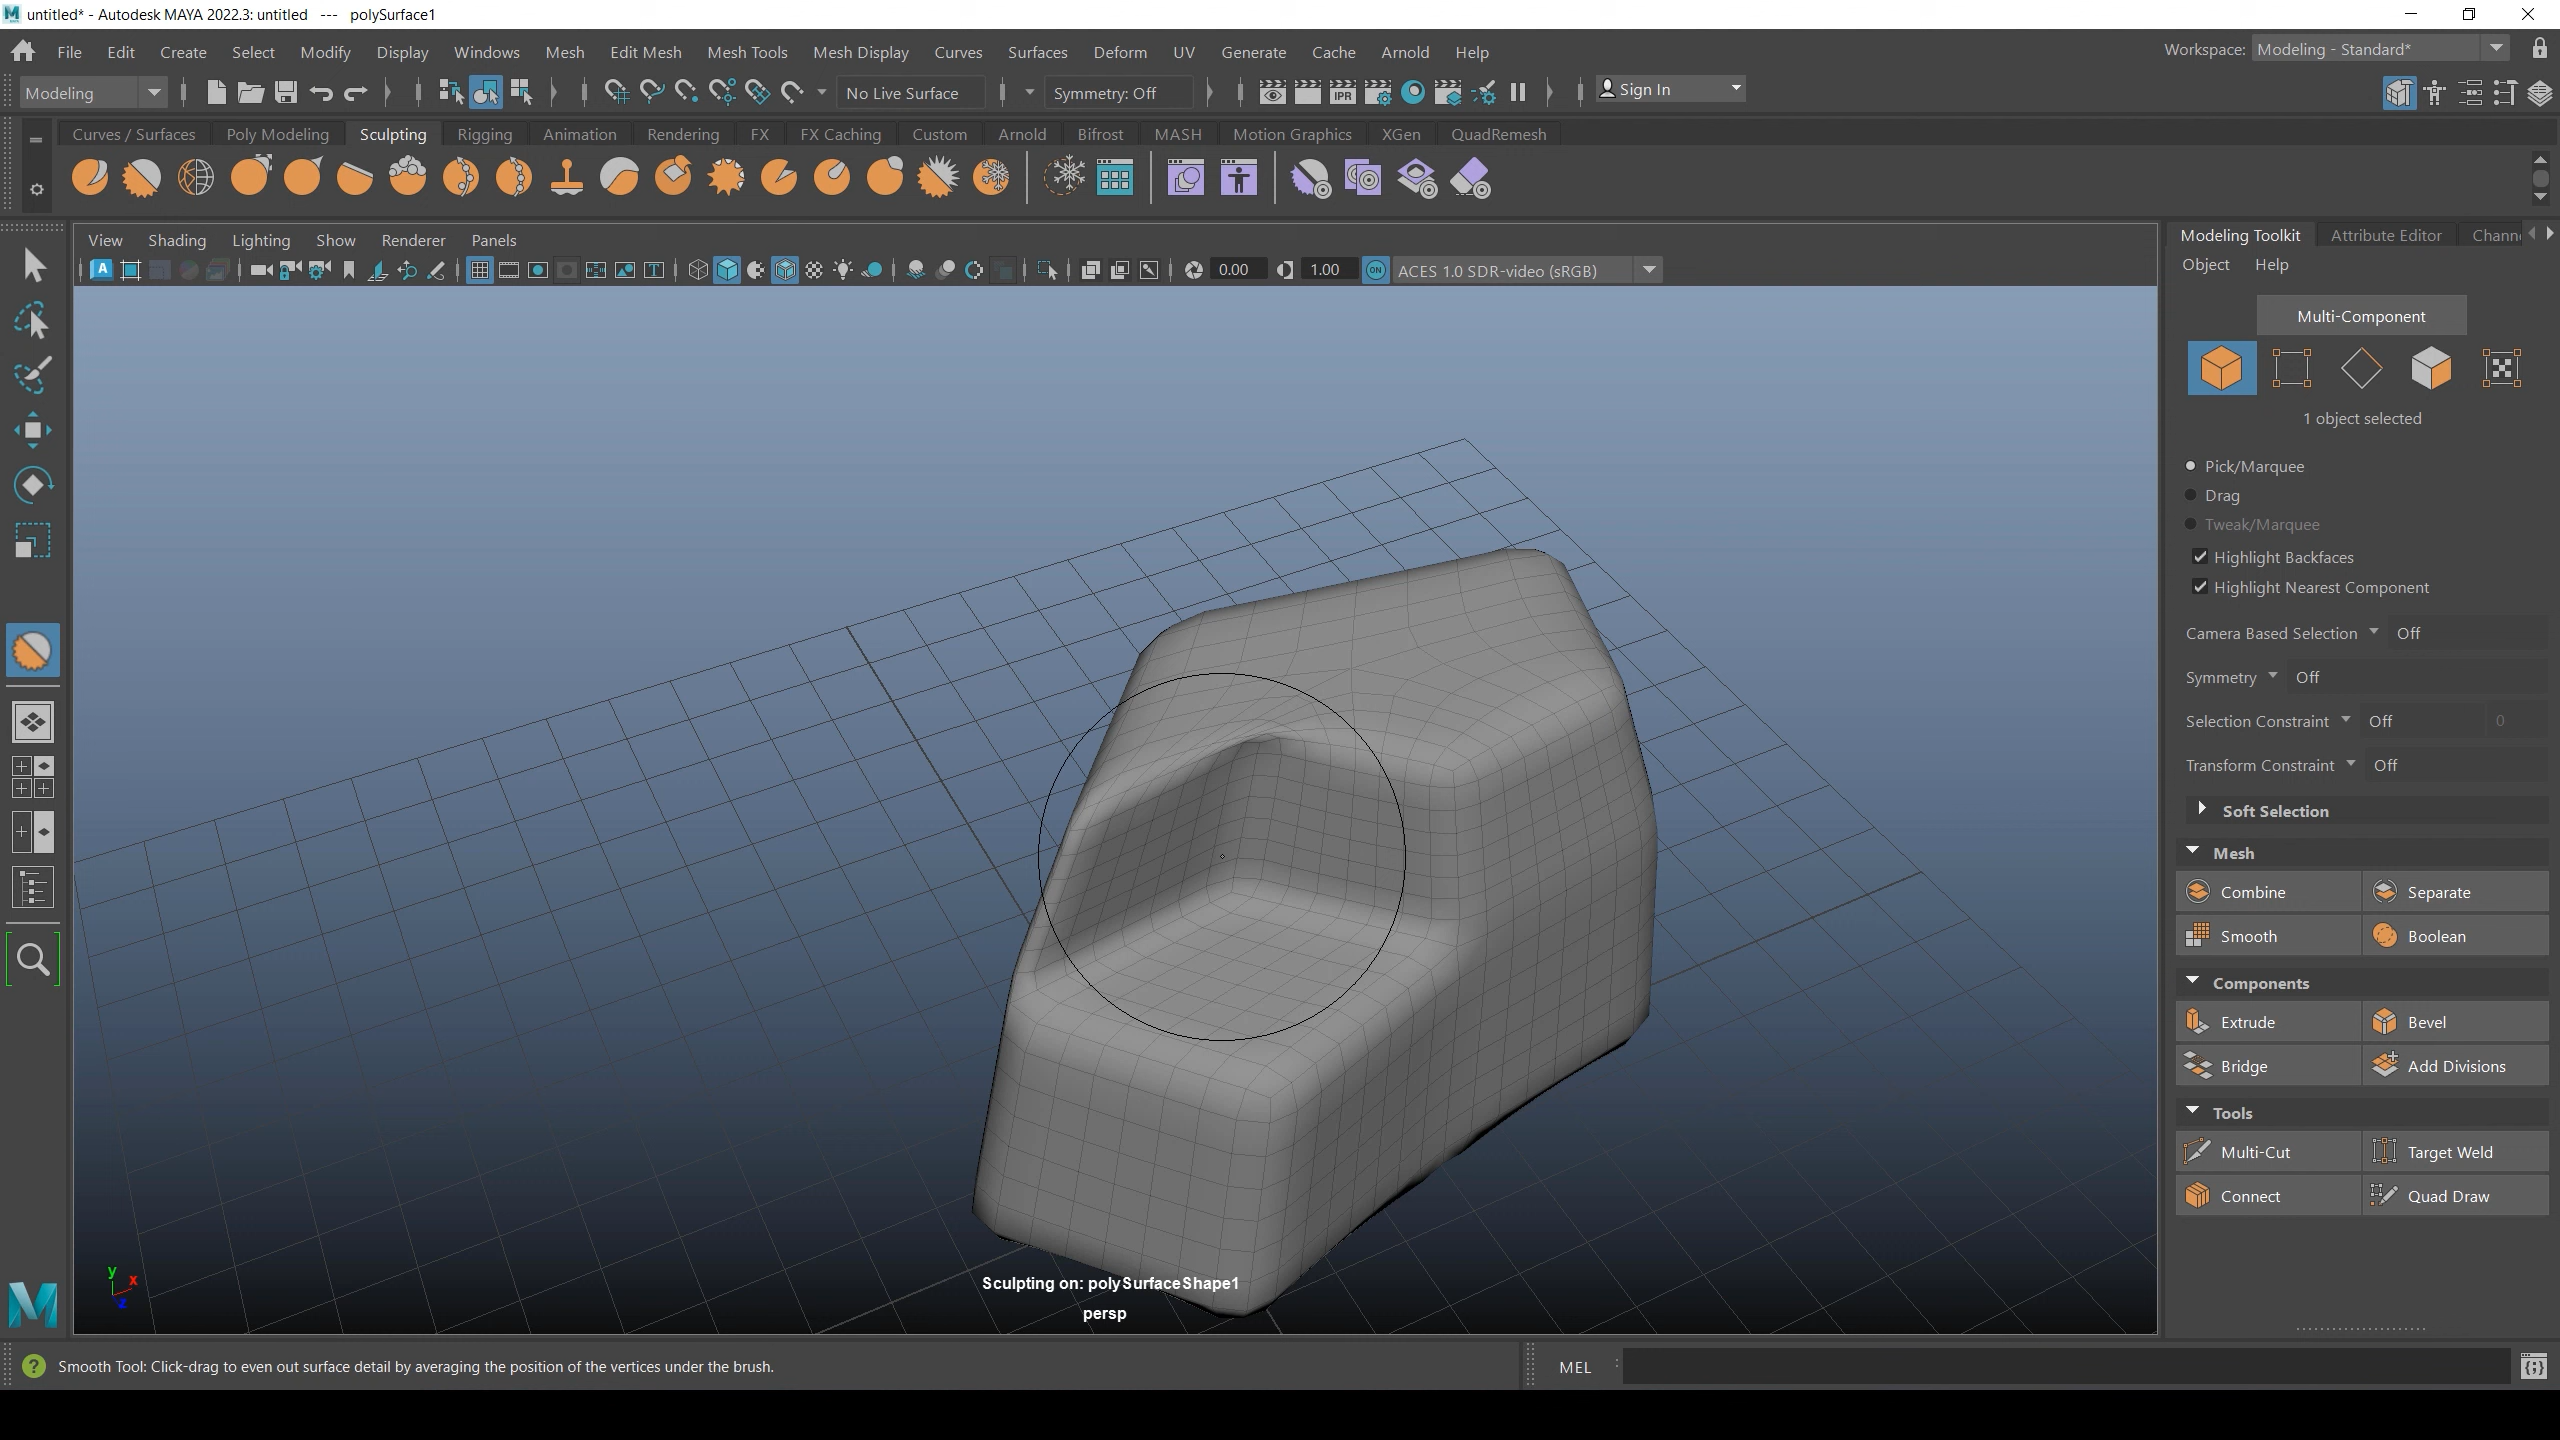 untitled* - Autodesk MAYA 2022.3: untitled --- polySurface1
File Edit Create Select Modify Display Windows Mesh Edit Mesh Mesh Tools Mesh Display Curves Surfaces Deform UV Generate Cache Arnold Help
Workspace: Modeling - Standard*
Modeling
No Live Surface
Symmetry: Off
IPR
Sign In
Curves / Surfaces Poly Modeling Sculpting Rigging Animation Rendering FX FX Caching Custom Arnold Bifrost MASH Motion Graphics XGen QuadRemesh
View Shading Lighting Show Renderer Panels
0.00 1.00 ON ACES 1.0 SDR-video (sRGB)
Modeling Toolkit Attribute Editor Chann
Object Help
Multi-Component
1 object selected
Pick/Marquee
Drag
Tweak/Marquee
Highlight Backfaces
Highlight Nearest Component
Camera Based Selection Off
Symmetry Off
Selection Constraint Off 0
Transform Constraint Off
Soft Selection
Mesh
Combine Separate
Smooth Boolean
Components
Extrude Bevel
Bridge Add Divisions
Tools
Multi-Cut Target Weld
Connect Quad Draw
y x z
Sculpting on: polySurfaceShape1
persp
M
? Smooth Tool: Click-drag to even out surface detail by averaging the position of the vertices under the brush.
MEL :